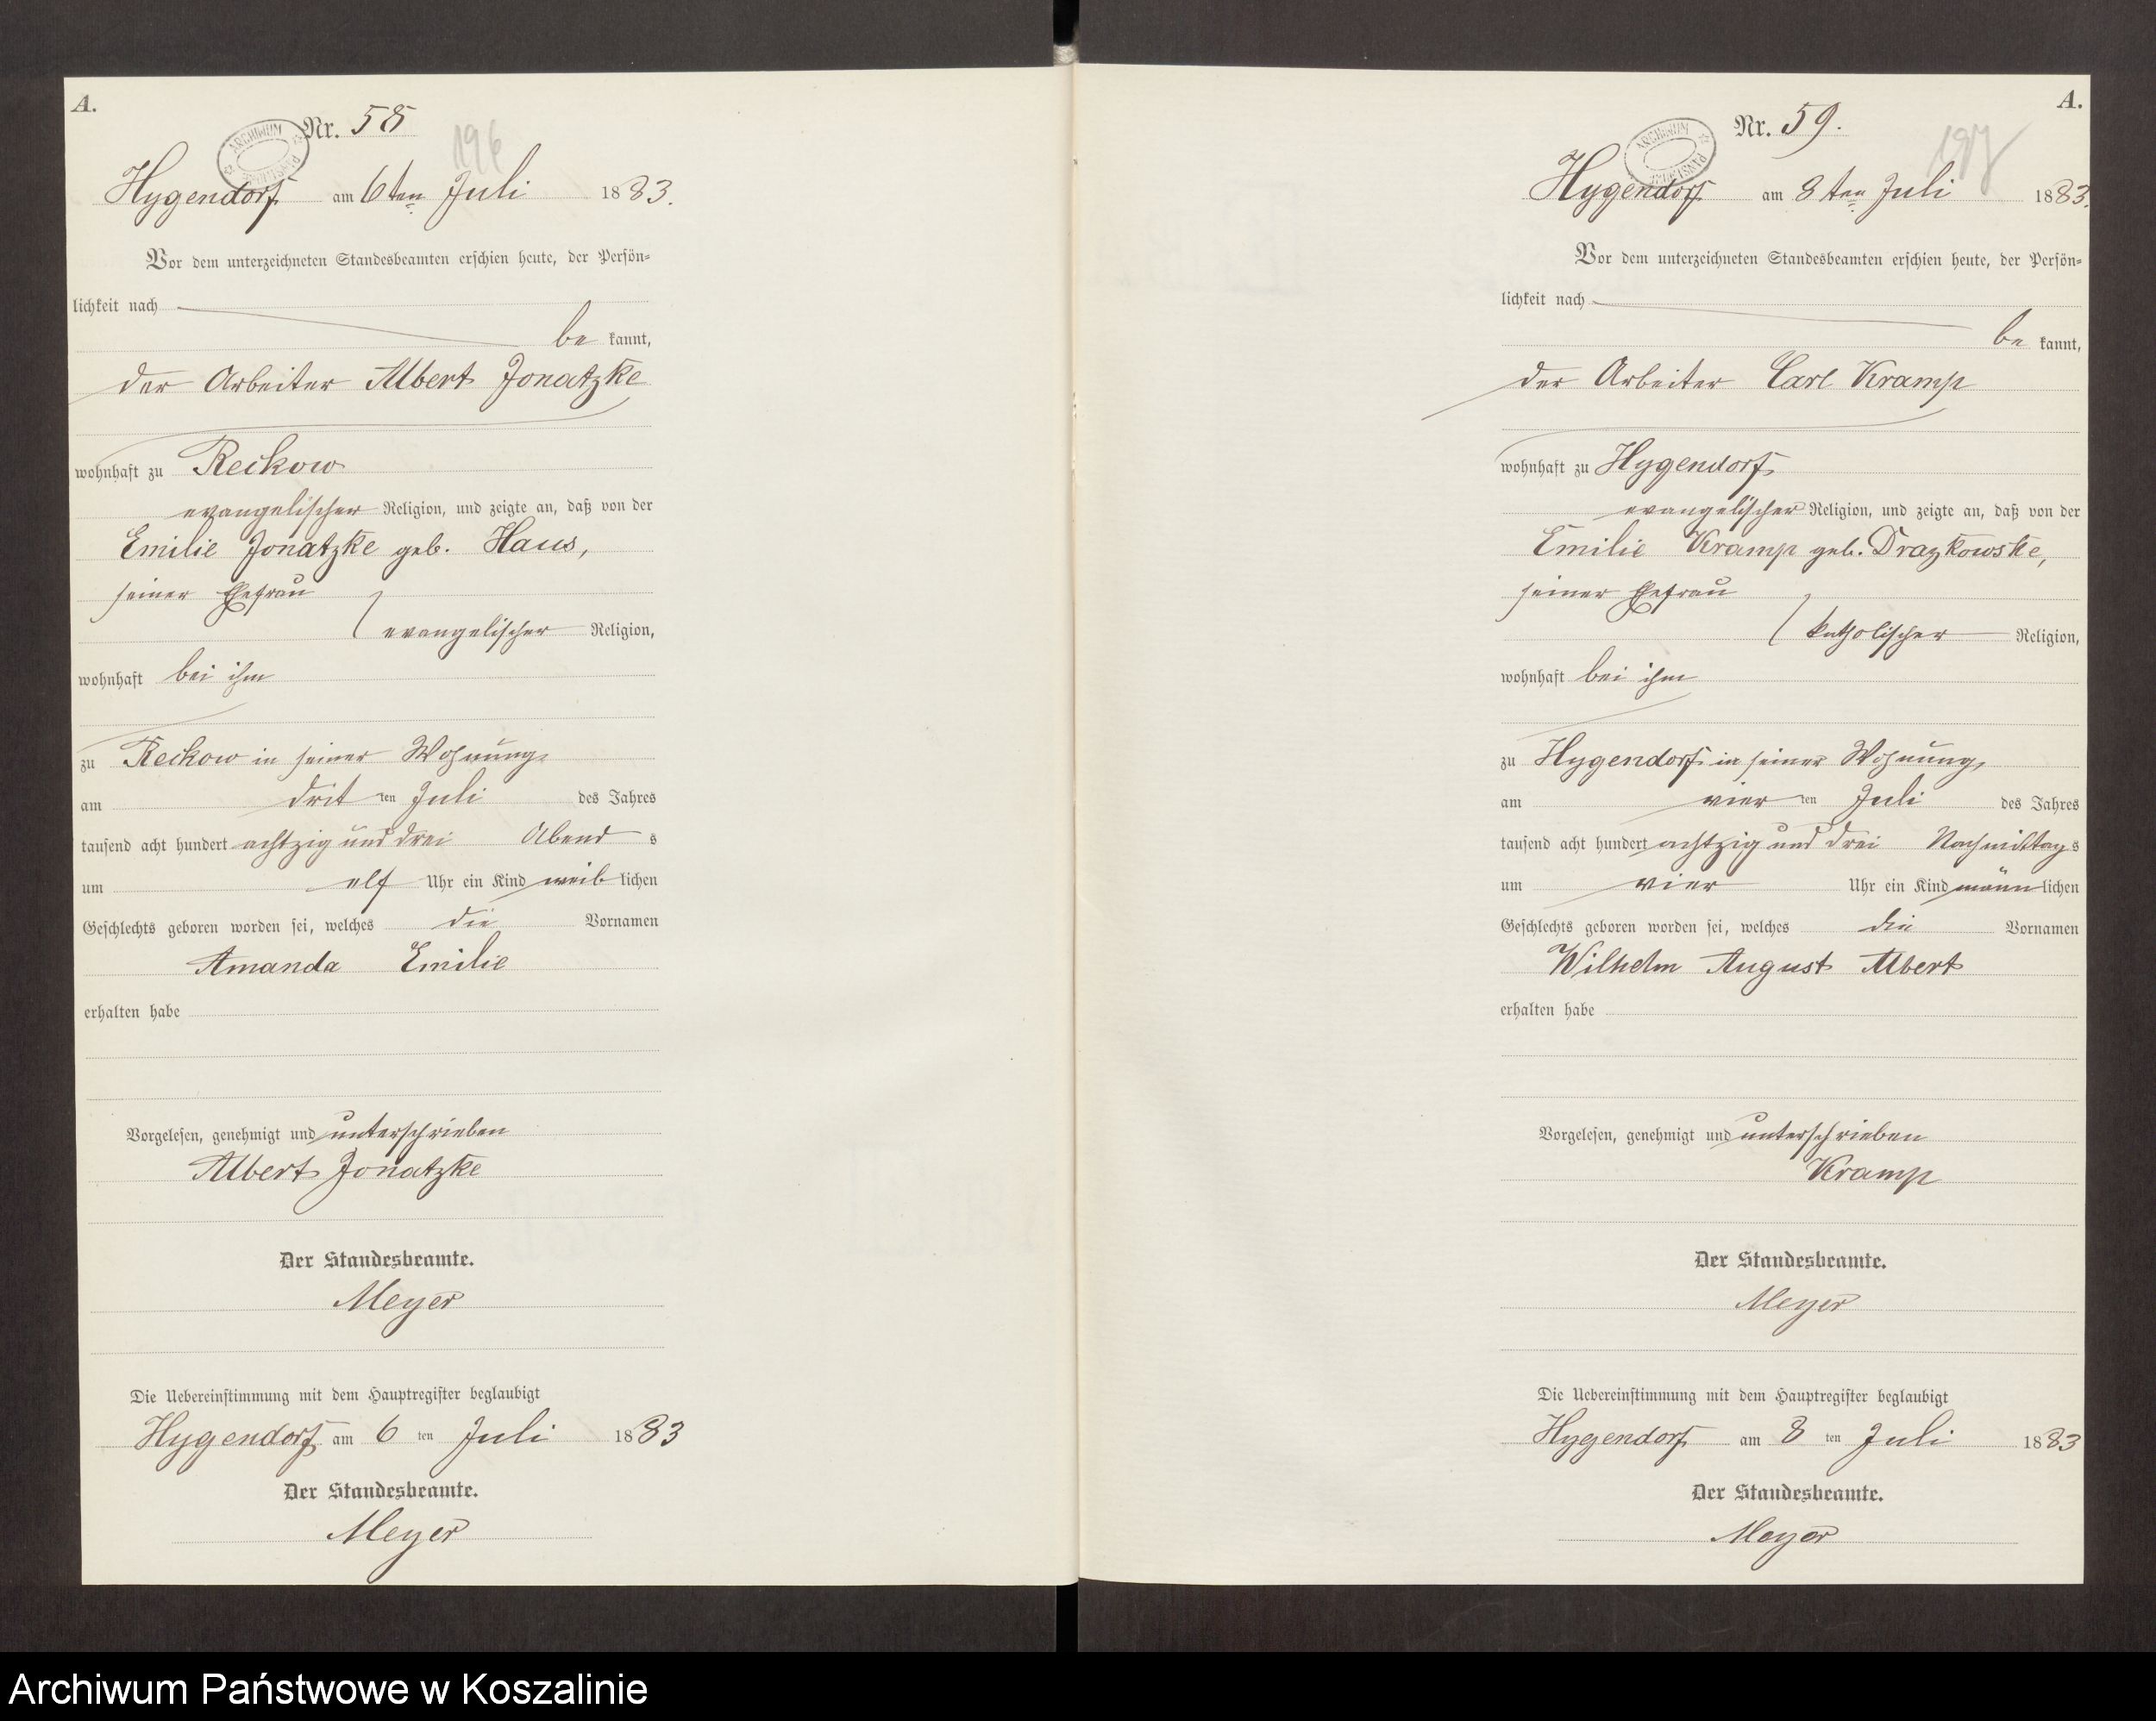 A.
Nr. 58
196
Hygendorf am 6ten Juli 1883.
Vor dem unterzeichneten Standesbeamten erschien heute, der Persön-
lichkeit nach
be kannt,
der Arbeiter Albert Jonatzke
wohnhaft zu Reckow
evangelischer Religion, und zeigte an, daß von der
Emilie Jonatzke geb. Haus,
seiner Ehefrau
evangelischer Religion,
wohnhaft bei ihm
zu Reckow in seiner Wohnung,
am dritten Juli des Jahres
tausend acht hundert achtzig und drei Abends
um elf Uhr ein Kind weiblichen
Geschlechts geboren worden sei, welches die Vornamen
Amanda Emilie
erhalten habe
Vorgelesen, genehmigt und unterschrieben
Albert Jonatzke
Der Standesbeamte.
Meyer
Die Uebereinstimmung mit dem Hauptregister beglaubigt
Hygendorf am 6 ten Juli 1883
Der Standesbeamte.
Meyer
A.
Nr. 59.
197
Hygendorf am 8ten Juli 1883.
Vor dem unterzeichneten Standesbeamten erschien heute, der Persön-
lichkeit nach
be kannt,
der Arbeiter Carl Kramp
wohnhaft zu Hygendorf
evangelischer Religion, und zeigte an, daß von der
Emilie Kramp geb. Drazkowske,
seiner Ehefrau
katholischer Religion,
wohnhaft bei ihm
zu Hygendorf in seiner Wohnung,
am vierten Juli des Jahres
tausend acht hundert achtzig und drei Nachmittags
um vier Uhr ein Kind männlichen
Geschlechts geboren worden sei, welches die Vornamen
Wilhelm August Albert
erhalten habe
Vorgelesen, genehmigt und unterschrieben
Kramp
Der Standesbeamte.
Meyer
Die Uebereinstimmung mit dem Hauptregister beglaubigt
Hygendorf am 8 ten Juli 1883
Der Standesbeamte.
Meyer
Archiwum Państwowe w Koszalinie